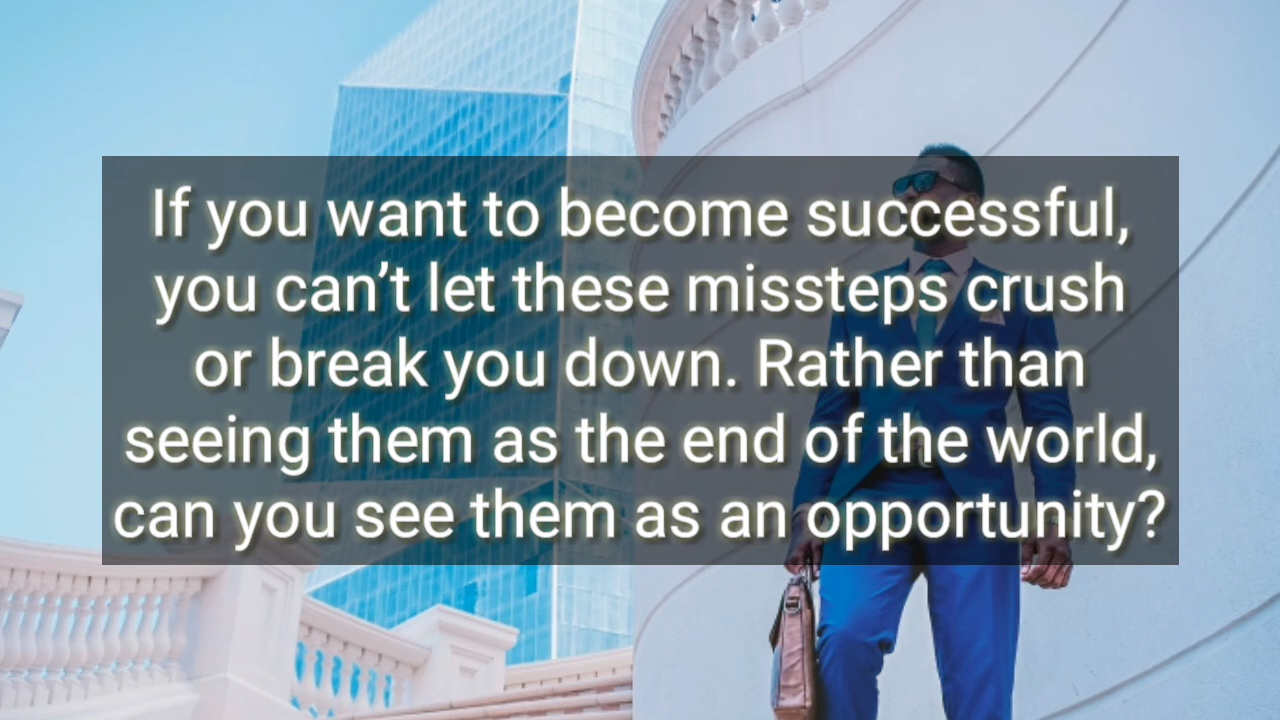 If you want to become successful,
you can’t let these missteps crush
or break you down. Rather than
seeing them as the end of the world,
can you see them as an opportunity?